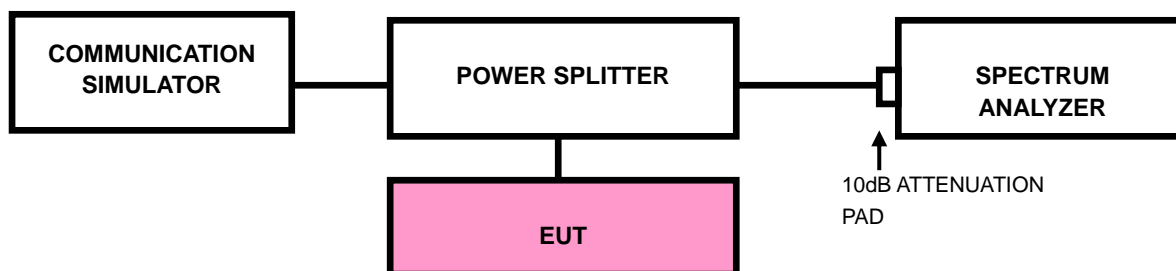 COMMUNICATION
SIMULATOR
POWER SPLITTER
SPECTRUM
ANALYZER
10dB ATTENUATION
PAD
EUT